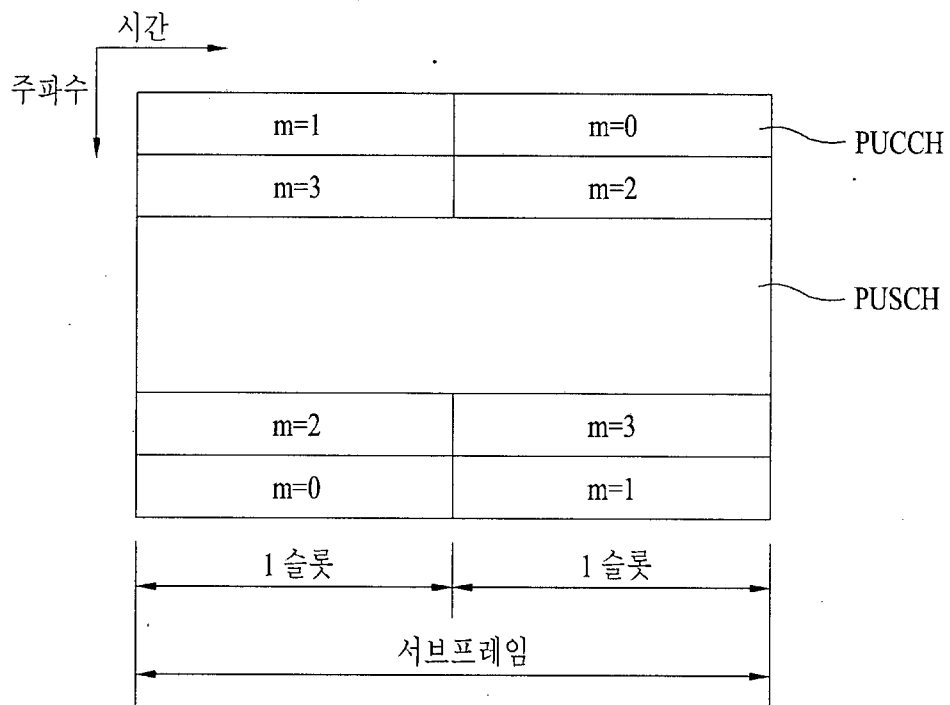 시간
주파수
m=1 m=0
PUCCH
m=3 m=2
PUSCH
m=2 m=3
m=0 m=1
1 슬롯 1 슬롯
서브프레임